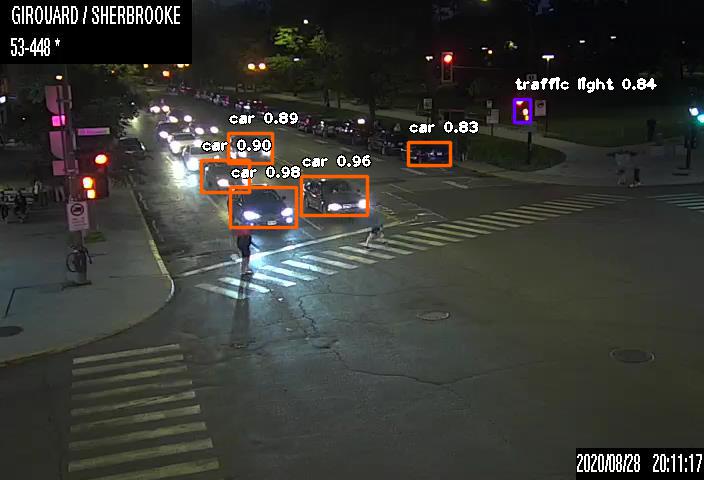 GIROUARD / SHERBROOKE
53-448 *
traffic light 0.84
car 0.89
car 0.83
car 0.90
car 0.96
car 0.98
2020/08/28 20:11:17